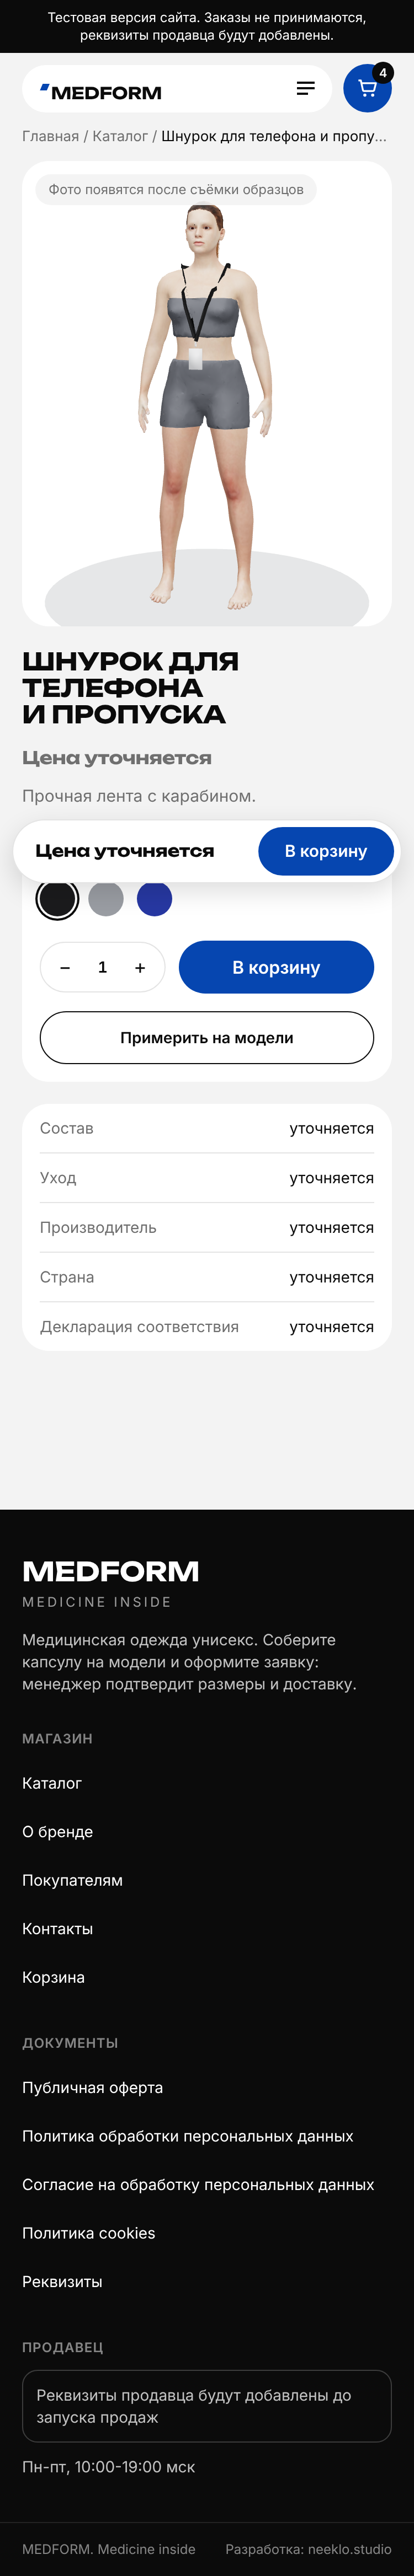 Тестовая версия сайта. Заказы не принимаются,
реквизиты продавца будут добавлены.
MEDFORM
4
Главная / Каталог / Шнурок для телефона и пропу...
Фото появятся после съёмки образцов
ШНУРОК ДЛЯ
ТЕЛЕФОНА
И ПРОПУСКА
Цена уточняется
Прочная лента с карабином.
Цена уточняется
В корзину
− 1 +
В корзину
Примерить на модели
Состав уточняется
Уход уточняется
Производитель уточняется
Страна уточняется
Декларация соответствия уточняется
MEDFORM
MEDICINE INSIDE
Медицинская одежда унисекс. Соберите
капсулу на модели и оформите заявку:
менеджер подтвердит размеры и доставку.
МАГАЗИН
Каталог
О бренде
Покупателям
Контакты
Корзина
ДОКУМЕНТЫ
Публичная оферта
Политика обработки персональных данных
Согласие на обработку персональных данных
Политика cookies
Реквизиты
ПРОДАВЕЦ
Реквизиты продавца будут добавлены до
запуска продаж
Пн-пт, 10:00-19:00 мск
MEDFORM. Medicine inside
Разработка: neeklo.studio